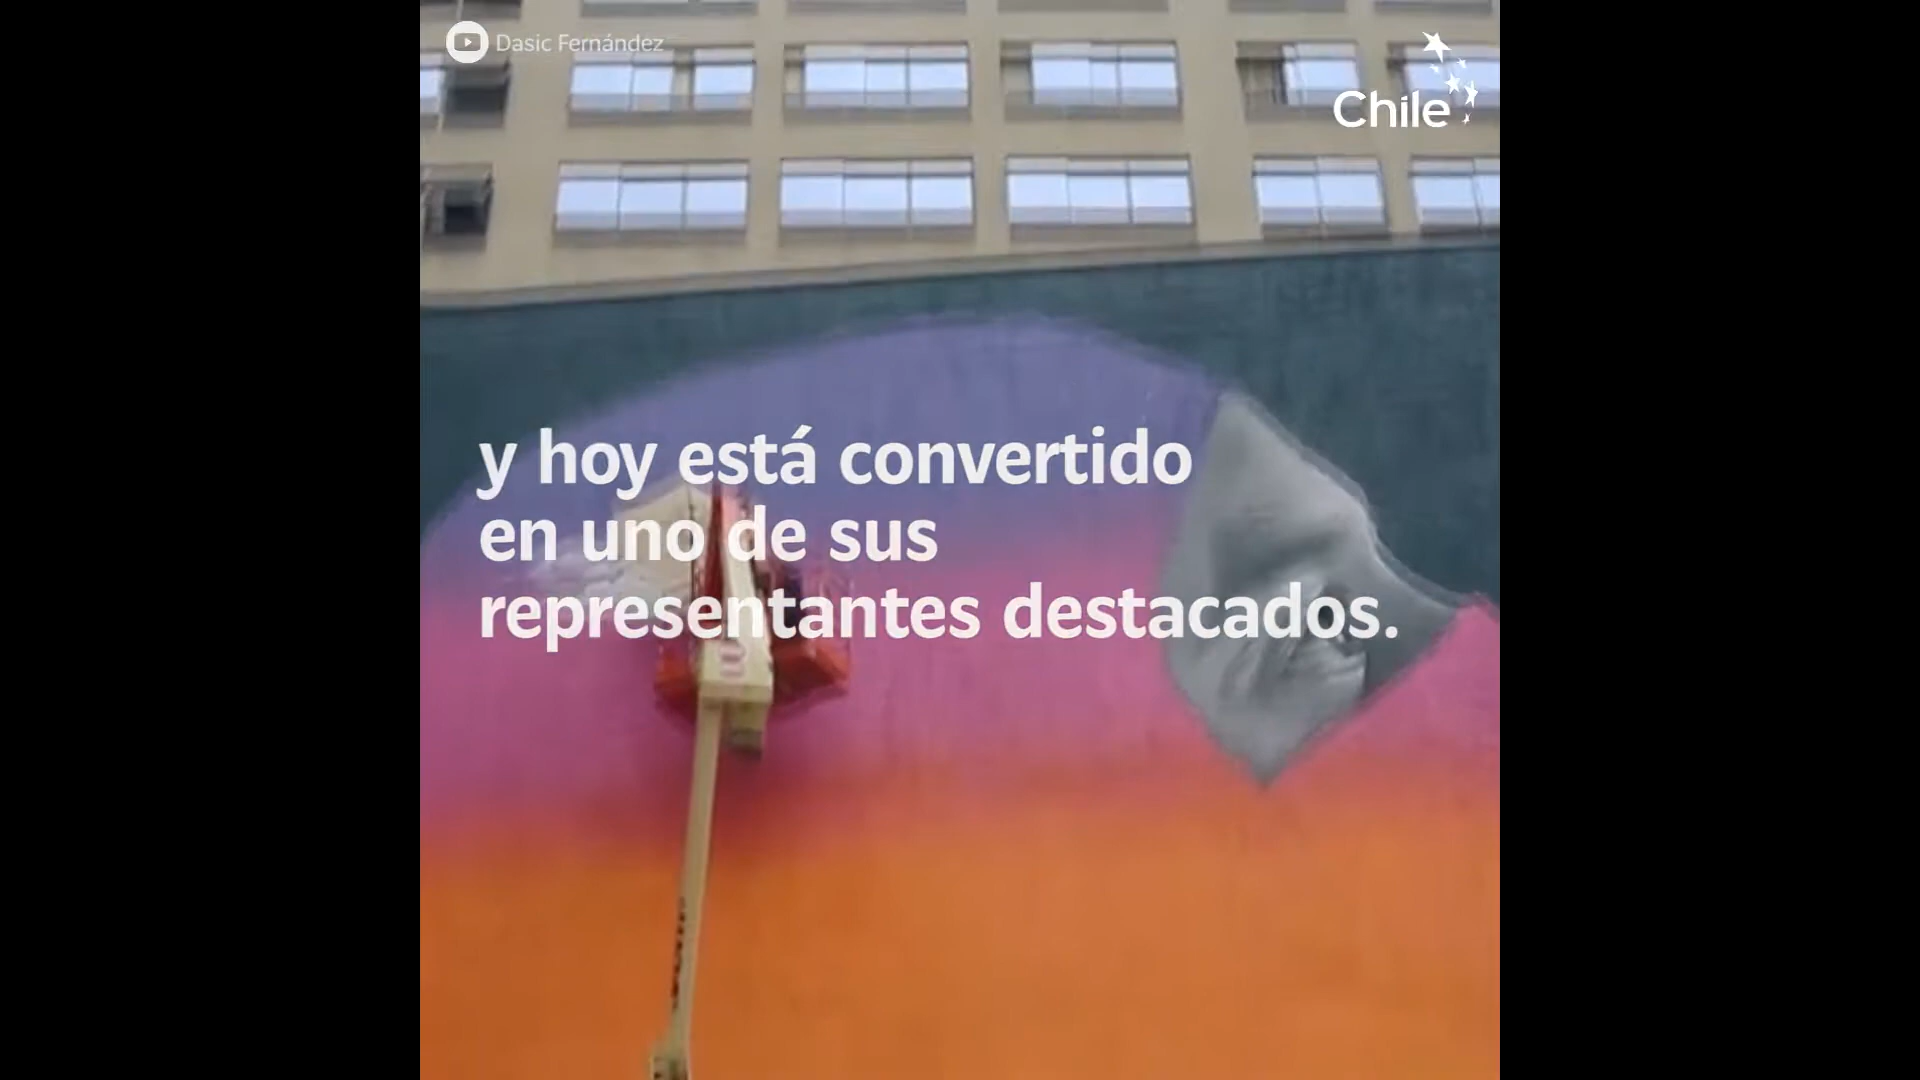 Dasic Fernández
Chile
y hoy está convertido
en uno de sus
representantes destacados.